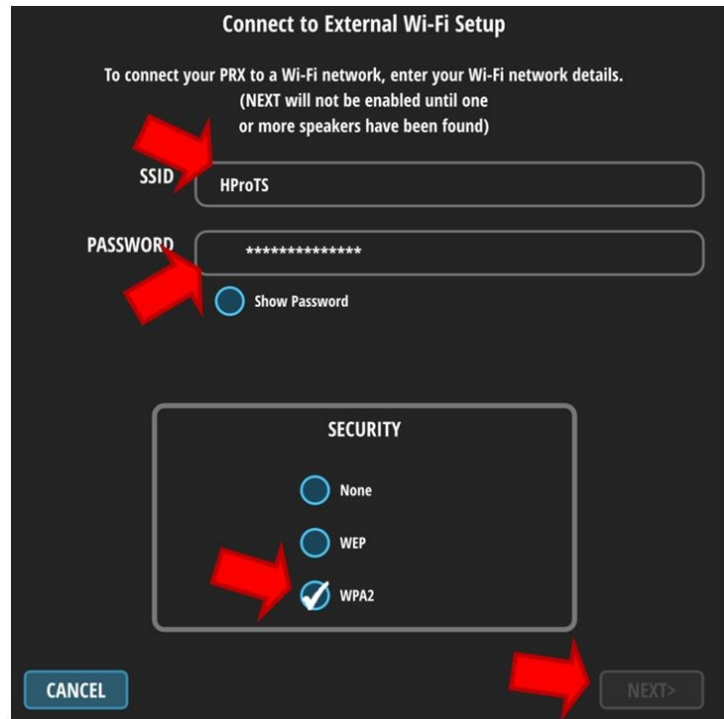 Connect to External Wi-Fi Setup
To connect your PRX to a Wi-Fi network, enter your Wi-Fi network details.
(NEXT will not be enabled until one
or more speakers have been found)
SSID
HProTS
PASSWORD
**************
Show Password
SECURITY
None
WEP
WPA2
CANCEL
NEXT>